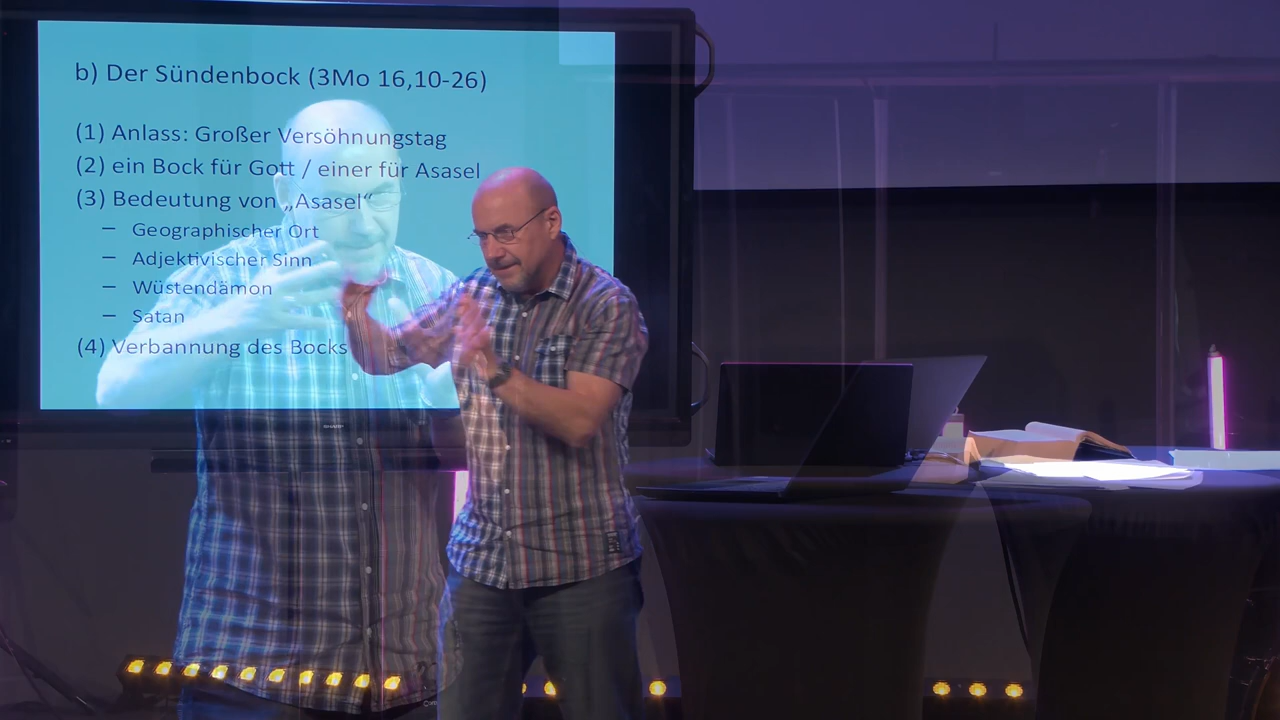 b) Der Sündenbock (3Mo 16,10-26)
(1) Anlass: Großer Versöhnungstag
(2) ein Bock für Gott / einer für Asasel
(3) Bedeutung von „Asasel“
– Geographischer Ort
– Adjektivischer Sinn
– Wüstendämon
– Satan
(4) Verbannung des Bocks
SHARP